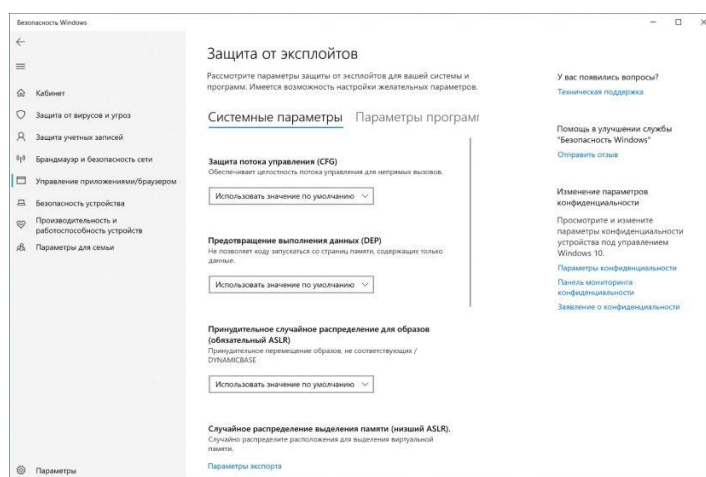 Безопасность Windows
Защита от эксплойтов
Рассмотрите параметры защиты от эксплойтов для вашей системы и
программ. Имеется возможность настройки желательных параметров.
Кабинет
Защита от вирусов и угроз
Защита учетных записей
Брандмауэр и безопасность сети
Управление приложениями/браузером
Безопасность устройства
Производительность и
работоспособность устройств
Параметры для семьи
Параметры
Системные параметры Параметры програми
Защита потока управления (CFG)
Обеспечивает целостность потока управления для непрямых вызовов.
Использовать значение по умолчанию
Предотвращение выполнения данных (DEP)
Не позволяет коду запускаться со страниц памяти, содержащих только
данные.
Использовать значение по умолчанию
Принудительное случайное распределение для образов
(обязательный ASLR)
Принудительное перемещение образов, не соответствующих /
DYNAMICBASE
Использовать значение по умолчанию
Случайное распределение выделения памяти (низший ASLR).
Случайно распределите расположения для выделения виртуальной
памяти.
Параметры экспорта
У вас появились вопросы?
Техническая поддержка
Помощь в улучшении службы
"Безопасность Windows"
Отправить отзыв
Изменение параметров
конфиденциальности
Просмотрите и измените
параметры конфиденциальности
устройства под управлением
Windows 10.
Параметры конфиденциальности
Панель мониторинга
конфиденциальности
Заявление о конфиденциальности